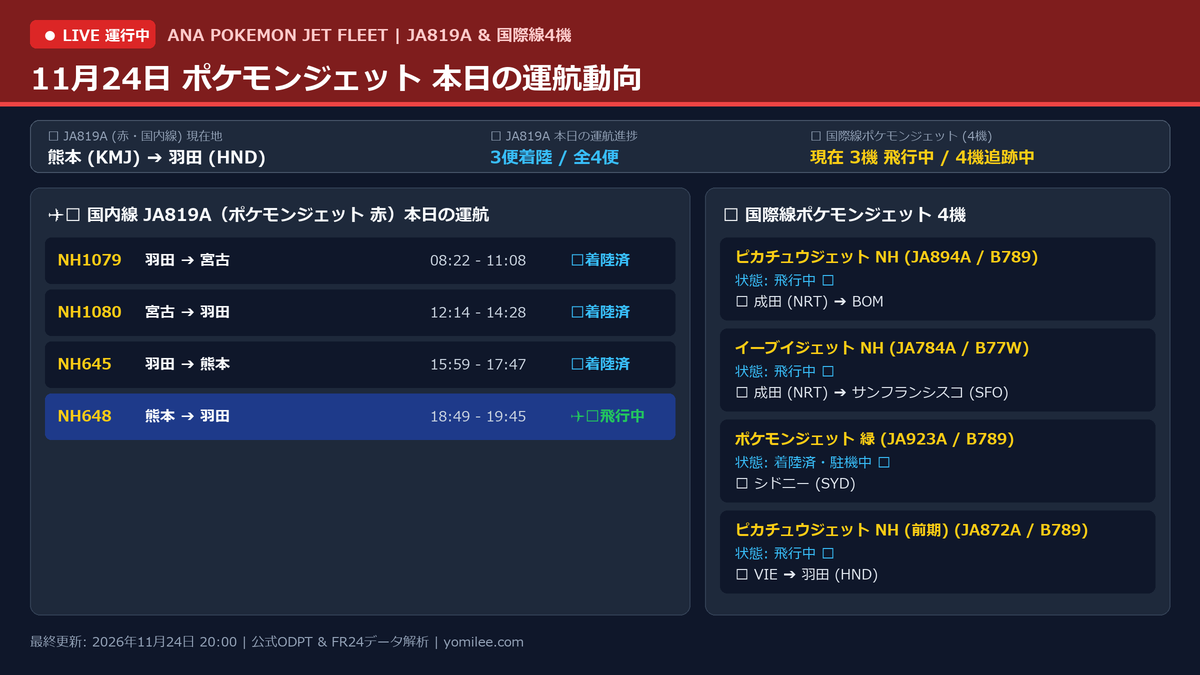 ● LIVE 運行中 ANA POKEMON JET FLEET | JA819A & 国際線4機
11月24日 ポケモンジェット 本日の運航動向
□ JA819A (赤・国内線) 現在地
熊本 (KMJ) → 羽田 (HND)
□ JA819A 本日の運航進捗
3便着陸 / 全4便
□ 国際線ポケモンジェット (4機)
現在 3機 飛行中 / 4機追跡中
✈□ 国内線 JA819A（ポケモンジェット 赤）本日の運航
NH1079 羽田 → 宮古 08:22 - 11:08 □着陸済
NH1080 宮古 → 羽田 12:14 - 14:28 □着陸済
NH645 羽田 → 熊本 15:59 - 17:47 □着陸済
NH648 熊本 → 羽田 18:49 - 19:45 ✈□飛行中
□ 国際線ポケモンジェット 4機
ピカチュウジェット NH (JA894A / B789)
状態: 飛行中 □
□ 成田 (NRT) → BOM
イーブイジェット NH (JA784A / B77W)
状態: 飛行中 □
□ 成田 (NRT) → サンフランシスコ (SFO)
ポケモンジェット 緑 (JA923A / B789)
状態: 着陸済・駐機中 □
□ シドニー (SYD)
ピカチュウジェット NH (前期) (JA872A / B789)
状態: 飛行中 □
□ VIE → 羽田 (HND)
最終更新: 2026年11月24日 20:00 | 公式ODPT & FR24データ解析 | yomilee.com